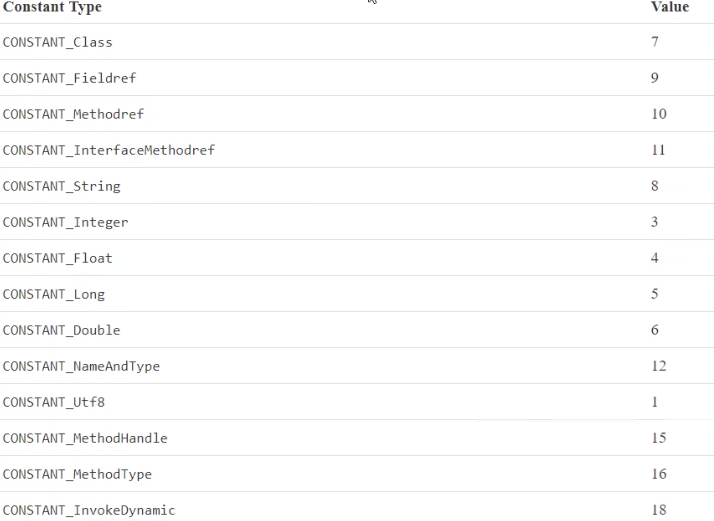 Constant Type Value
CONSTANT_Class 7
CONSTANT_Fieldref 9
CONSTANT_Methodref 10
CONSTANT_InterfaceMethodref 11
CONSTANT_String 8
CONSTANT_Integer 3
CONSTANT_Float 4
CONSTANT_Long 5
CONSTANT_Double 6
CONSTANT_NameAndType 12
CONSTANT_Utf8 1
CONSTANT_MethodHandle 15
CONSTANT_MethodType 16
CONSTANT_InvokeDynamic 18